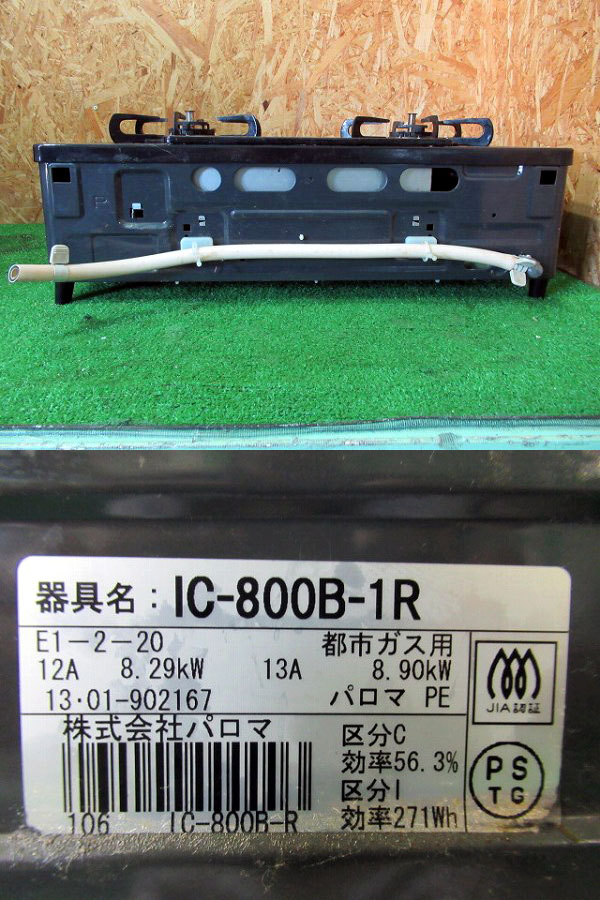 器具名：IC-800B-1R
E1-2-20 都市ガス用
12A 8.29kW 13A 8.90kW
13・01-902167 パロマ PE
株式会社パロマ
区分C
効率56.3%
区分I
効率271Wh
106 IC-800B-R
JIA認証
PS
TG